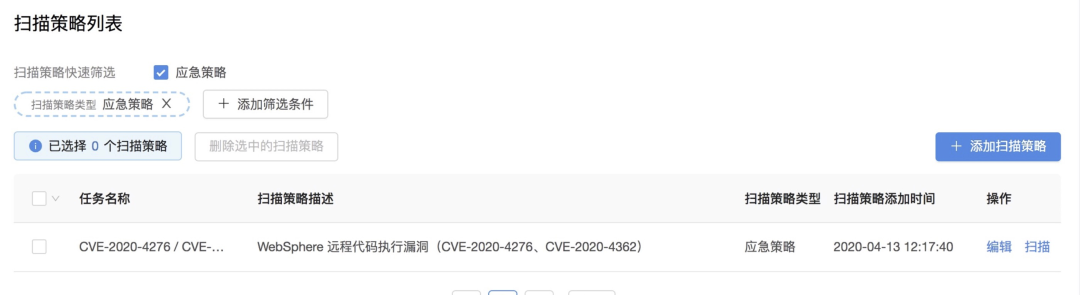 扫描策略列表
扫描策略快速筛选 应急策略
扫描策略类型 应急策略 ×
+ 添加筛选条件
已选择 0 个扫描策略 删除选中的扫描策略 + 添加扫描策略
任务名称 扫描策略描述 扫描策略类型 扫描策略添加时间 操作
CVE-2020-4276 / CVE-... WebSphere 远程代码执行漏洞（CVE-2020-4276、CVE-2020-4362） 应急策略 2020-04-13 12:17:40 编辑 扫描